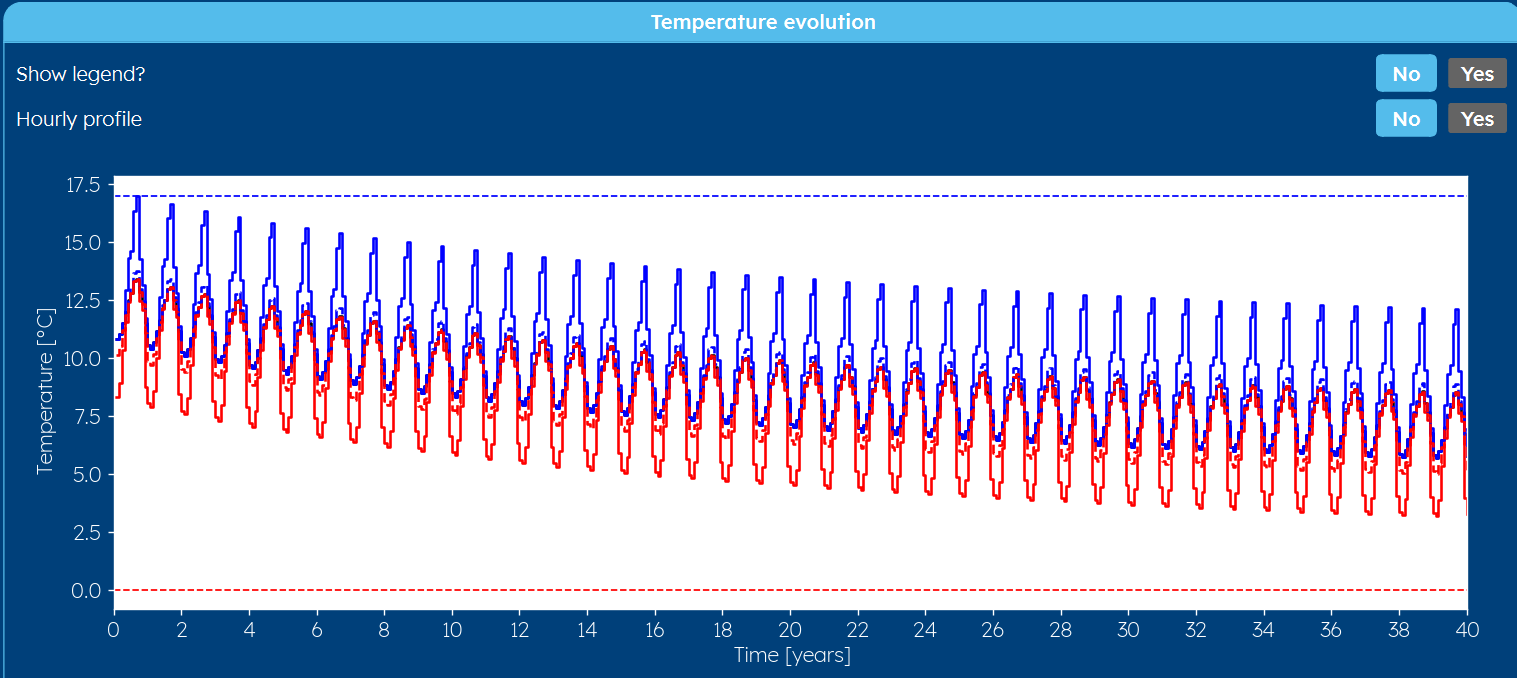 Temperature evolution
Show legend? No Yes
Hourly profile No Yes
17.5
15.0
12.5
10.0
7.5
5.0
2.5
0.0
Temperature [°C]
0 2 4 6 8 10 12 14 16 18 20 22 24 26 28 30 32 34 36 38 40
Time [years]